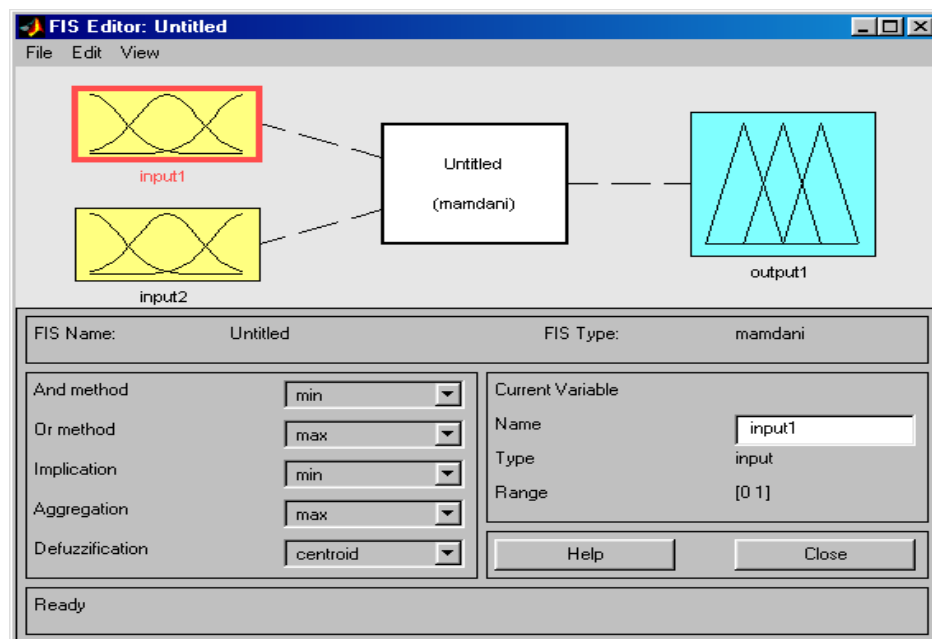 FIS Editor: Untitled
File Edit View
input1
input2
Untitled
(mamdani)
output1
FIS Name: Untitled FIS Type: mamdani
And method min
Or method max
Implication min
Aggregation max
Defuzzification centroid
Current Variable
Name input1
Type input
Range [0 1]
Help Close
Ready